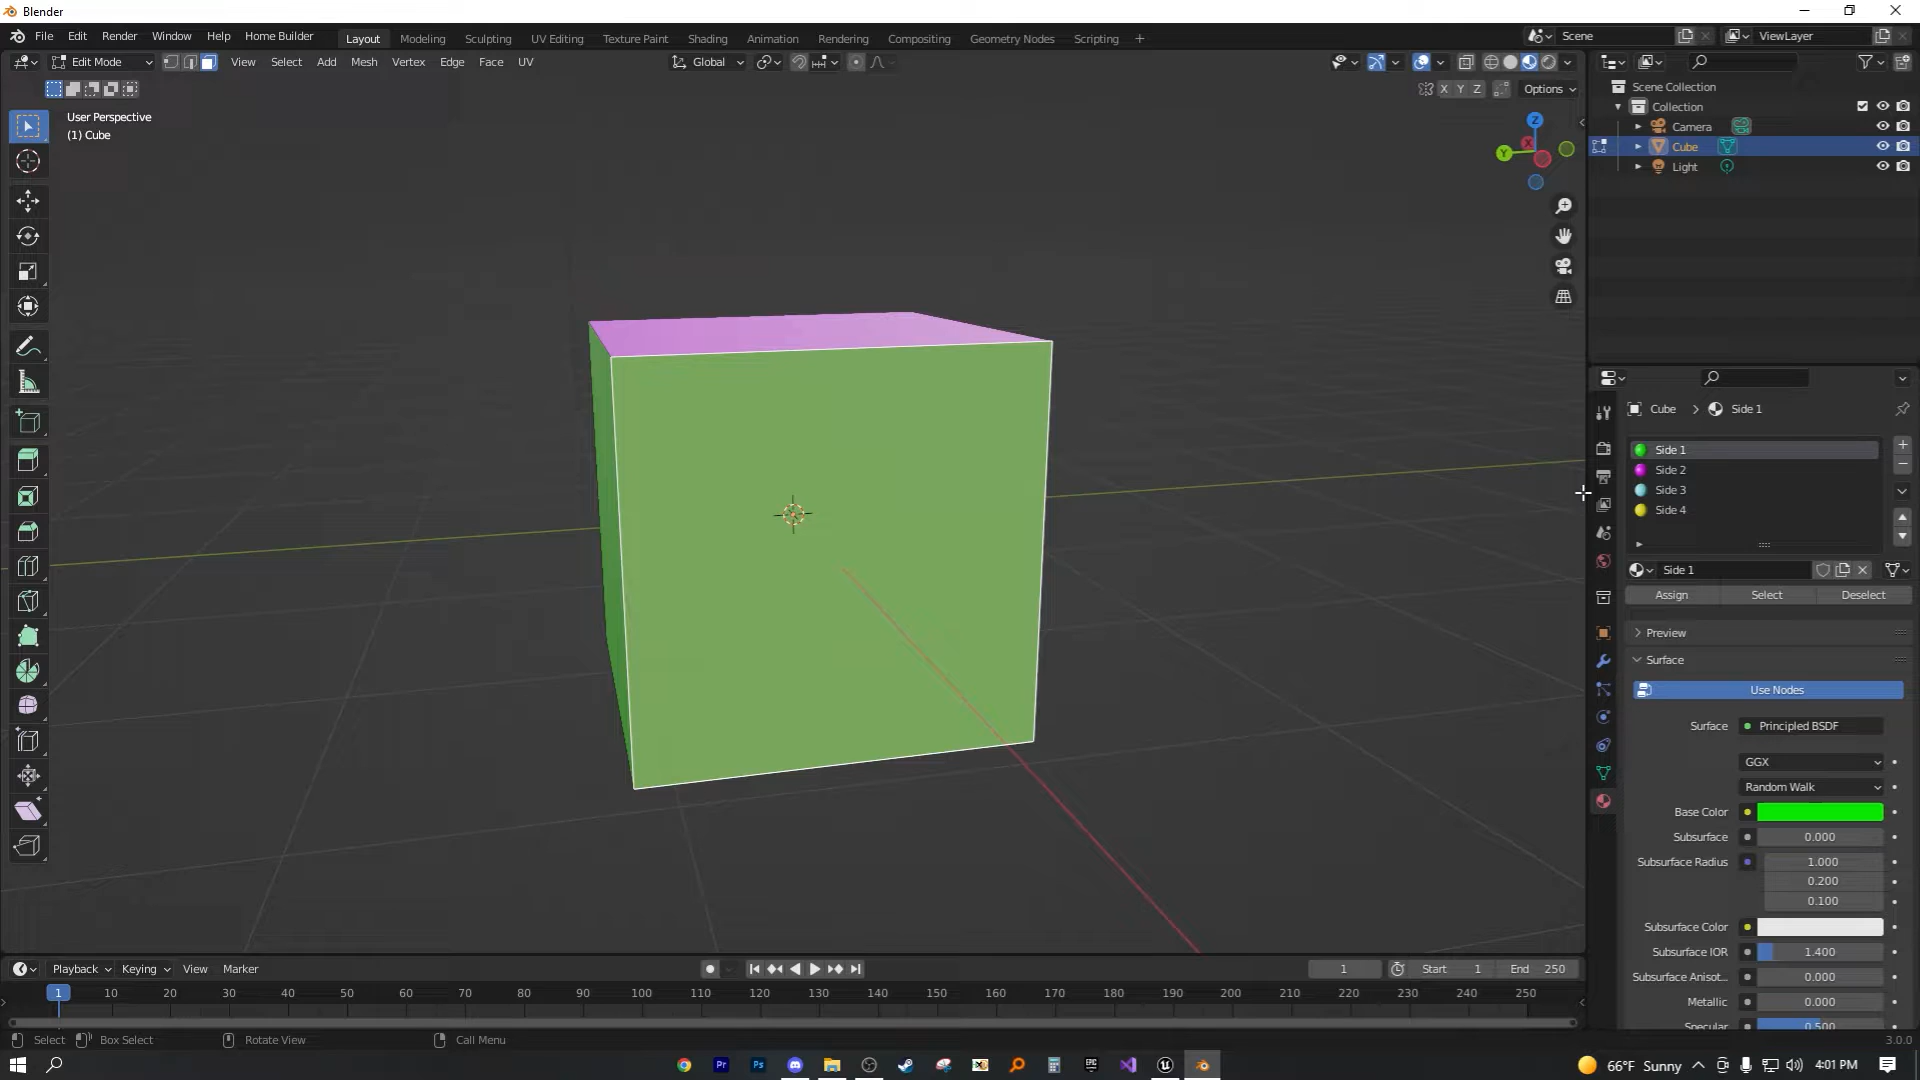 Blender
File Edit Render Window Help Home Builder
Layout Modeling Sculpting UV Editing Texture Paint Shading Animation Rendering Compositing Geometry Nodes Scripting +
Scene
ViewLayer
Edit Mode
View Select Add Mesh Vertex Edge Face UV
Global
X Y Z
Options
User Perspective
(1) Cube
Z
X
Y
Scene Collection
Collection
Camera
Cube
Light
Cube > Side 1
Side 1
Side 2
Side 3
Side 4
Side 1
Assign Select Deselect
Preview
Surface
Use Nodes
Surface Principled BSDF
GGX
Random Walk
Base Color
Subsurface 0.000
Subsurface Radius 1.000
0.200
0.100
Subsurface Color
Subsurface IOR 1.400
Subsurface Anisot... 0.000
Metallic 0.000
Specular 0.500
Playback Keying View Marker
1 Start 1 End 250
1 10 20 30 40 50 60 70 80 90 100 110 120 130 140 150 160 170 180 190 200 210 220 230 240 250
Select Box Select Rotate View Call Menu
3.0.0
Pr Ps
EPIC
66°F Sunny
4:01 PM